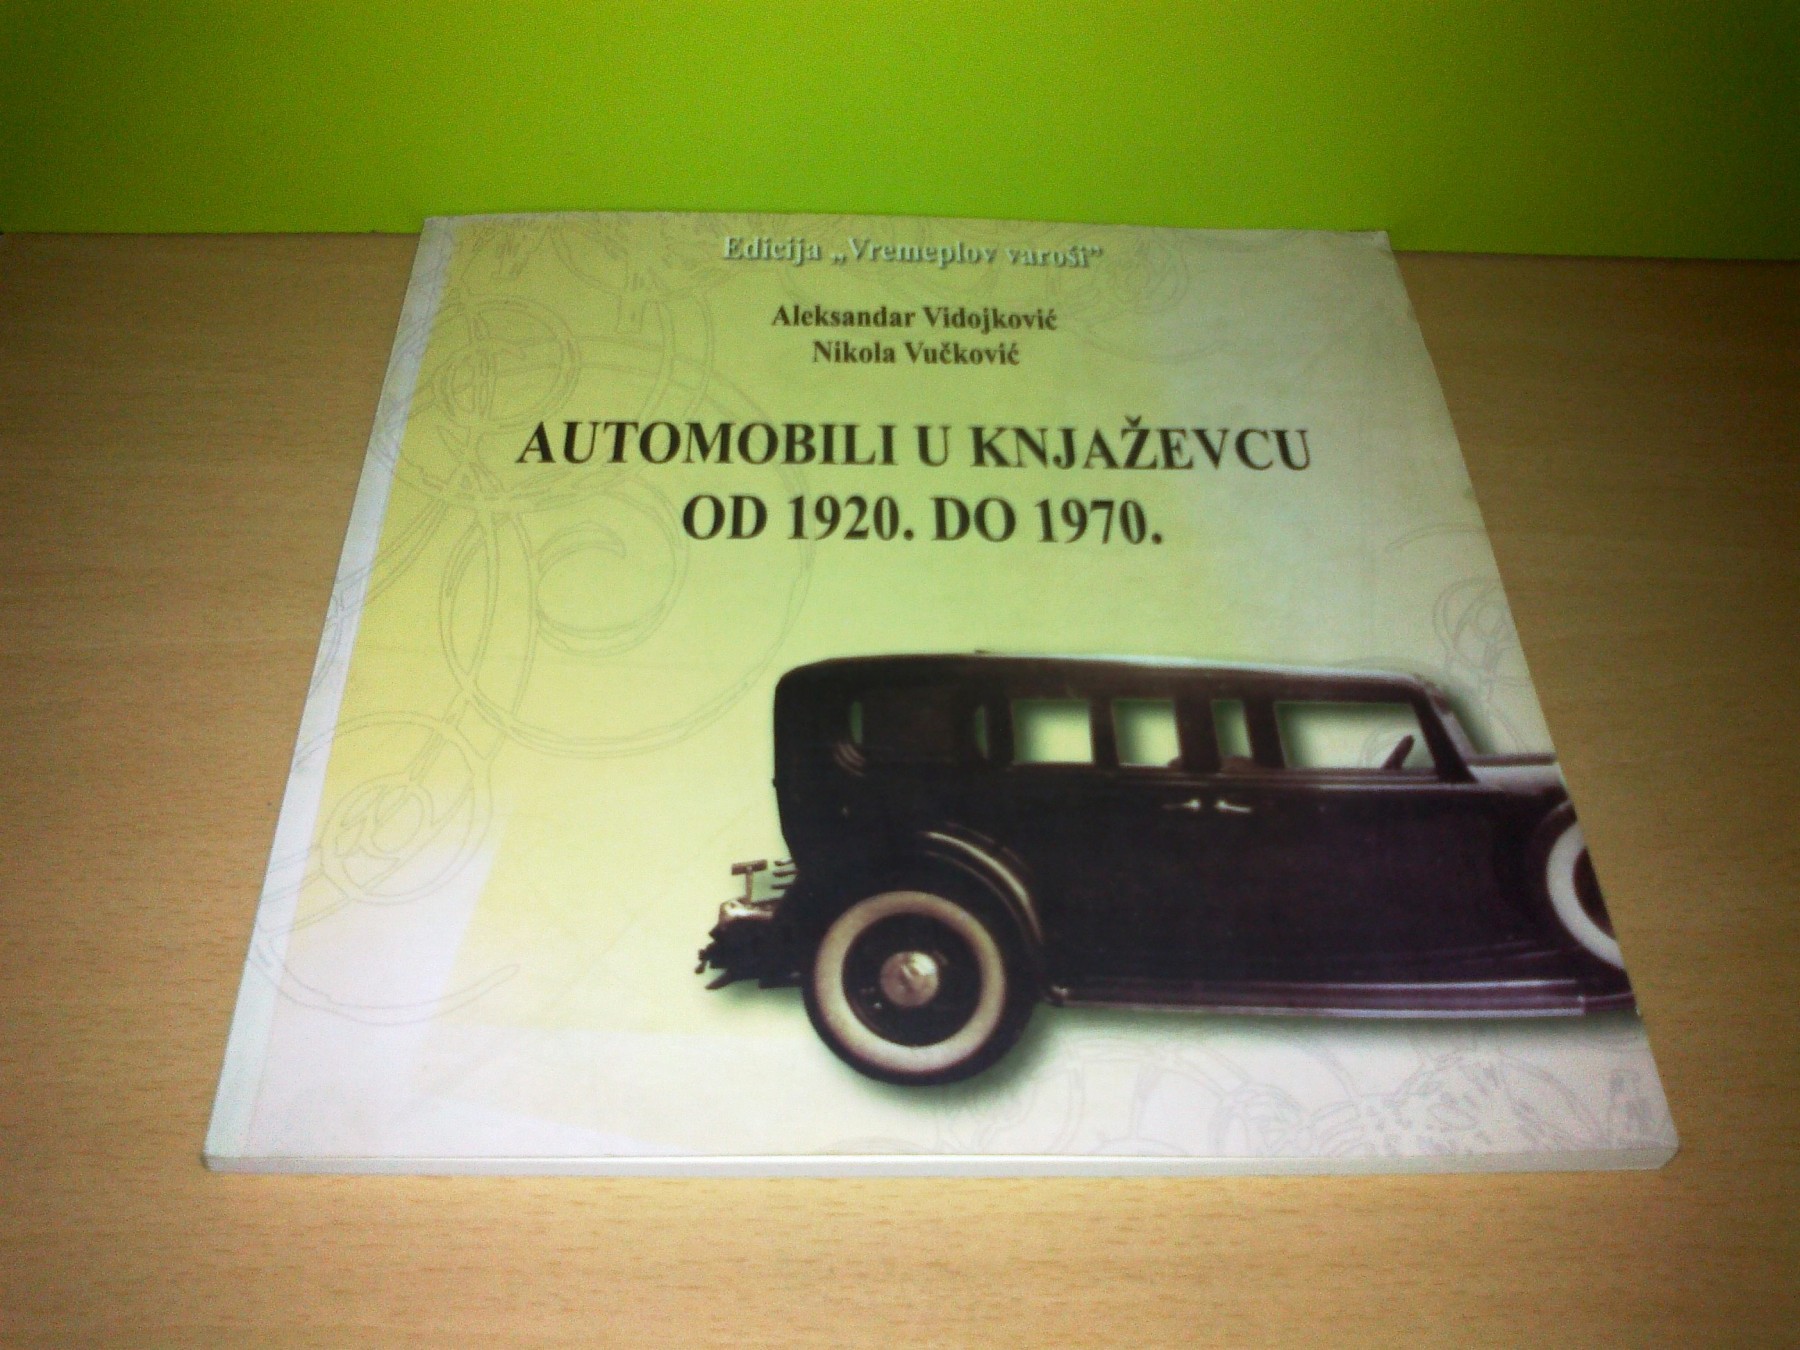 Edicija „Vremeplov varoši”
Aleksandar Vidojković
Nikola Vučković
AUTOMOBILI U KNJAŽEVCU
OD 1920. DO 1970.